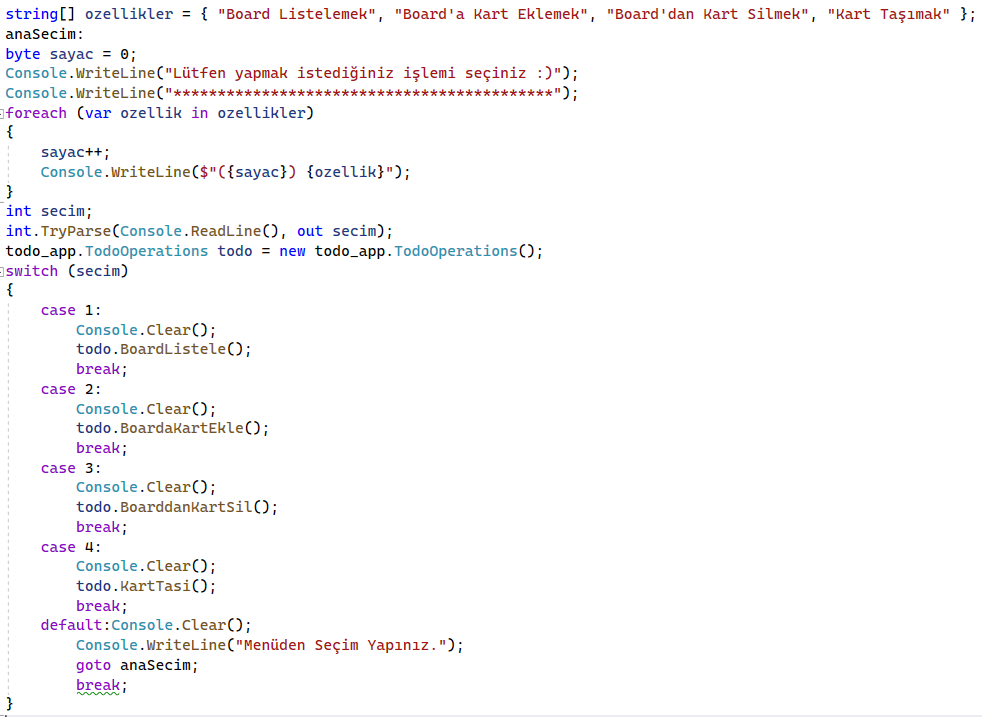 string[] ozellikler = { "Board Listelemek", "Board'a Kart Eklemek", "Board'dan Kart Silmek", "Kart Taşımak" };
anaSecim:
byte sayac = 0;
Console.WriteLine("Lütfen yapmak istediğiniz işlemi seçiniz :)");
Console.WriteLine("*******************************************");
foreach (var ozellik in ozellikler)
{
    sayac++;
    Console.WriteLine($"({sayac}) {ozellik}");
}
int secim;
int.TryParse(Console.ReadLine(), out secim);
todo_app.TodoOperations todo = new todo_app.TodoOperations();
switch (secim)
{
    case 1:
        Console.Clear();
        todo.BoardListele();
        break;
    case 2:
        Console.Clear();
        todo.BoardaKartEkle();
        break;
    case 3:
        Console.Clear();
        todo.BoarddanKartSil();
        break;
    case 4:
        Console.Clear();
        todo.KartTasi();
        break;
    default:Console.Clear();
        Console.WriteLine("Menüden Seçim Yapınız.");
        goto anaSecim;
        break;
}